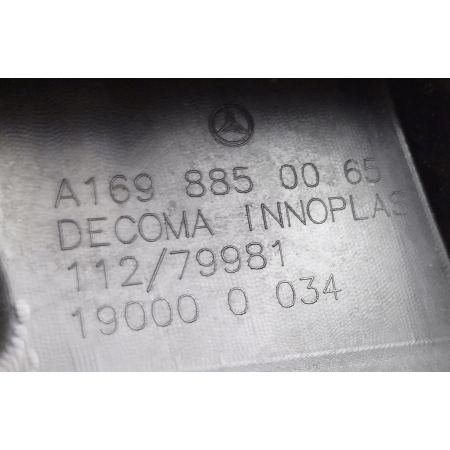 A169 885 00 65
DECOMA INNOPLAS
112/79981
19000 0 034